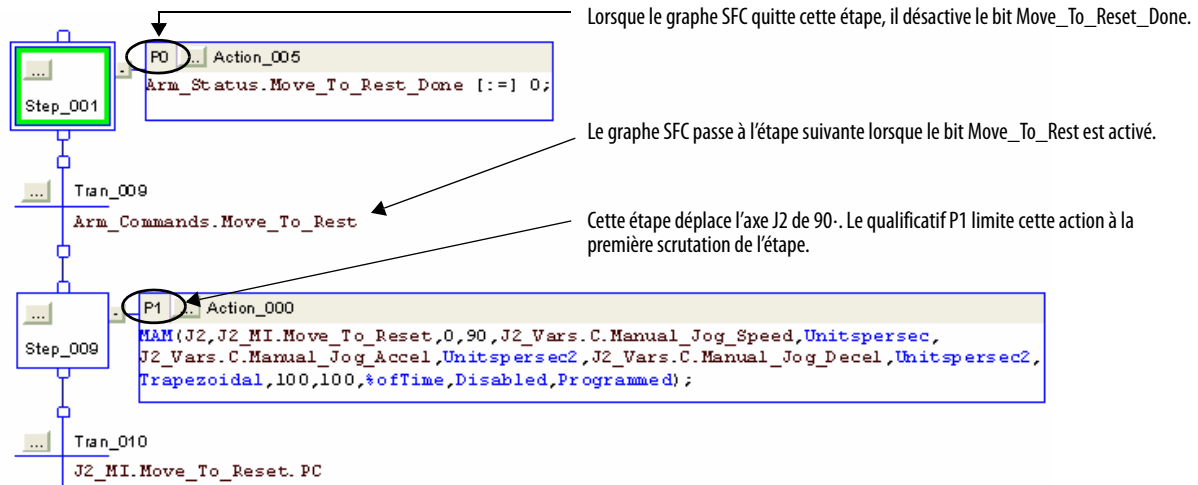 Lorsque le graphe SFC quitte cette étape, il désactive le bit Move_To_Reset_Done.
P0 ... Action_005
Arm_Status.Move_To_Rest_Done [:=] 0;
...
-
Step_001
Le graphe SFC passe à l'étape suivante lorsque le bit Move_To_Rest est activé.
... Tran_009
Arm_Commands.Move_To_Rest
Cette étape déplace l'axe J2 de 90·. Le qualificatif P1 limite cette action à la
première scrutation de l'étape.
P1 ... Action_000
...
-
Step_009
MAM(J2,J2_MI.Move_To_Reset,0,90,J2_Vars.C.Manual_Jog_Speed,Unitspersec,
J2_Vars.C.Manual_Jog_Accel,Unitspersec2,J2_Vars.C.Manual_Jog_Decel,Unitspersec2,
Trapezoidal,100,100,%ofTime,Disabled,Programmed);
... Tran_010
J2_MI.Move_To_Reset.PC